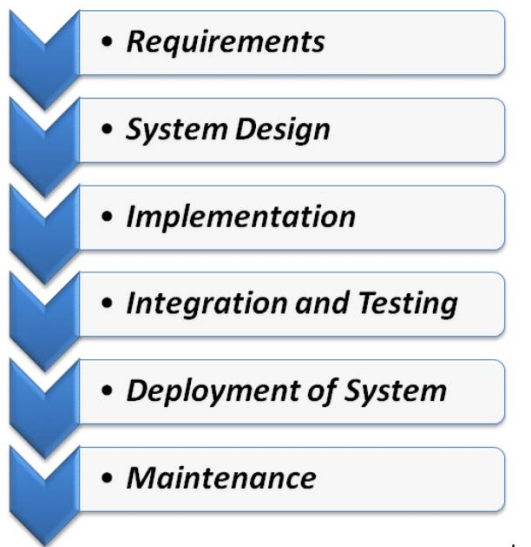 • Requirements
• System Design
• Implementation
• Integration and Testing
• Deployment of System
• Maintenance